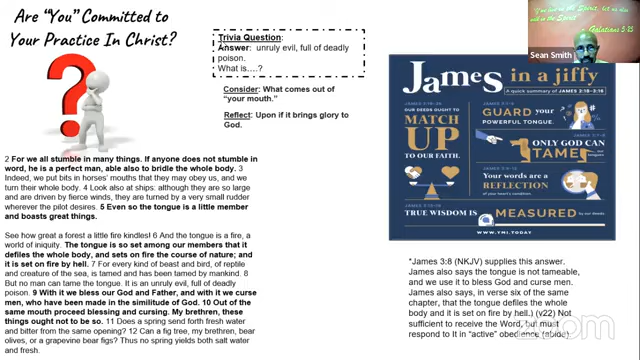 Are "You" Committed to
Your Practice In Christ?
Trivia Question:
Answer: unruly evil, full of deadly
poison.
What is….?
Consider: What comes out of
"your mouth."
Reflect: Upon if it brings glory to
God.
2 For we all stumble in many things. If anyone does not stumble in
word, he is a perfect man, able also to bridle the whole body. 3
Indeed, we put bits in horses' mouths that they may obey us, and we
turn their whole body. 4 Look also at ships: although they are so large
and are driven by fierce winds, they are turned by a very small rudder
wherever the pilot desires. 5 Even so the tongue is a little member
and boasts great things.
See how great a forest a little fire kindles! 6 And the tongue is a fire, a
world of iniquity. The tongue is so set among our members that it
defiles the whole body, and sets on fire the course of nature; and
it is set on fire by hell. 7 For every kind of beast and bird, of reptile
and creature of the sea, is tamed and has been tamed by mankind. 8
But no man can tame the tongue. It is an unruly evil, full of deadly
poison. 9 With it we bless our God and Father, and with it we curse
men, who have been made in the similitude of God. 10 Out of the
same mouth proceed blessing and cursing. My brethren, these
things ought not to be so. 11 Does a spring send forth fresh water
and bitter from the same opening? 12 Can a fig tree, my brethren, bear
olives, or a grapevine bear figs? Thus no spring yields both salt water
and fresh.
Sean Smith
Galatians 5:25
James in a jiffy
A quick summary of JAMES 2:18-3:18
OUR DEEDS OUGHT TO
MATCH
UP
TO OUR FAITH.
GUARD your
POWERFUL TONGUE.
ONLY GOD CAN
TAME
Your words are a
REFLECTION
of your heart's condition.
TRUE WISDOM IS
MEASURED
by our deeds
WWW.YMI.TODAY
*James 3:8 (NKJV) supplies this answer.
James also says the tongue is not tameable,
and we use it to bless God and curse men.
James also says, in verse six of the same
chapter, that the tongue defiles the whole
body and it is set on fire by hell.) (v22) Not
sufficient to receive the Word, but must
respond to it in "active" obedience (abide).
zoom